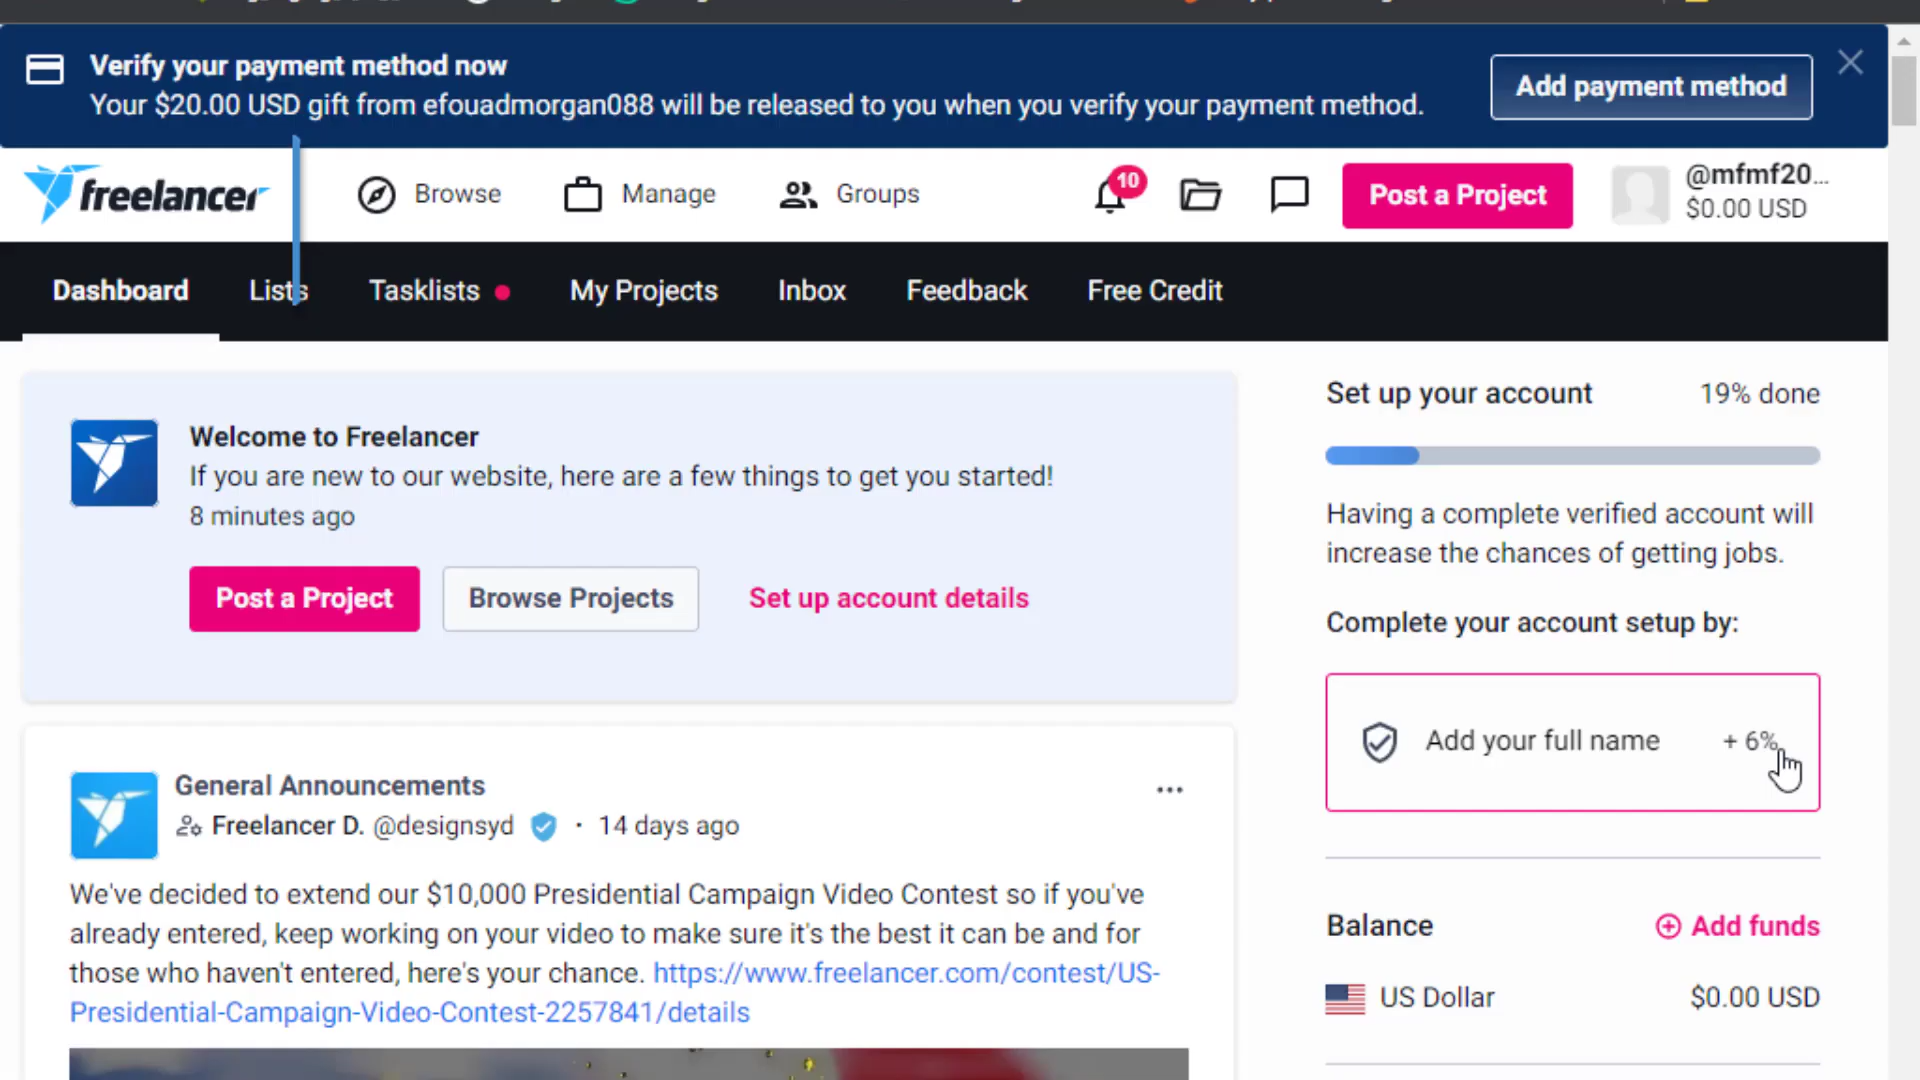 Verify your payment method now
Your $20.00 USD gift from efouadmorgan088 will be released to you when you verify your payment method.
Add payment method
freelancer
Browse
Manage
Groups
10
Post a Project
@mfmf20...
$0.00 USD
Dashboard
Lists
Tasklists
My Projects
Inbox
Feedback
Free Credit
Welcome to Freelancer
If you are new to our website, here are a few things to get you started!
8 minutes ago
Post a Project
Browse Projects
Set up account details
General Announcements
Freelancer D. @designsyd · 14 days ago
We've decided to extend our $10,000 Presidential Campaign Video Contest so if you've
already entered, keep working on your video to make sure it's the best it can be and for
those who haven't entered, here's your chance. https://www.freelancer.com/contest/US-
Presidential-Campaign-Video-Contest-2257841/details
Set up your account
19% done
Having a complete verified account will
increase the chances of getting jobs.
Complete your account setup by:
Add your full name
+ 6%
Balance
Add funds
US Dollar
$0.00 USD